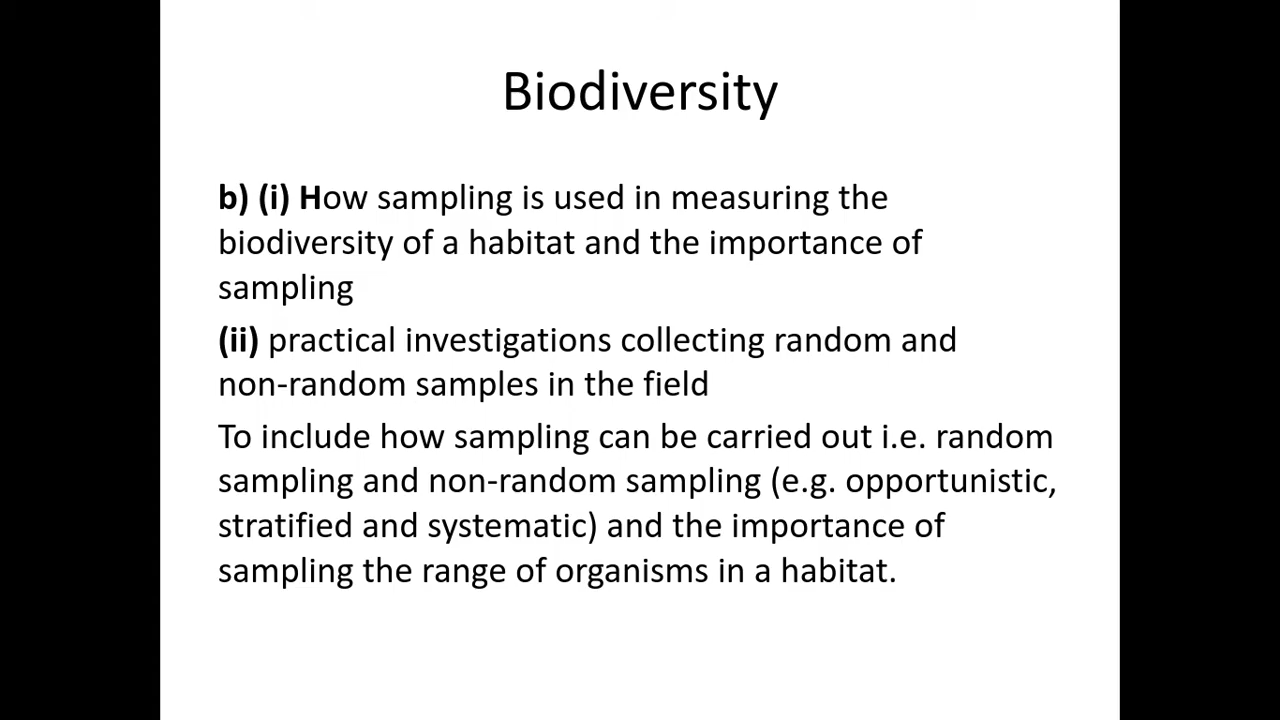 Biodiversity
b) (i) How sampling is used in measuring the
biodiversity of a habitat and the importance of
sampling
(ii) practical investigations collecting random and
non-random samples in the field
To include how sampling can be carried out i.e. random
sampling and non-random sampling (e.g. opportunistic,
stratified and systematic) and the importance of
sampling the range of organisms in a habitat.